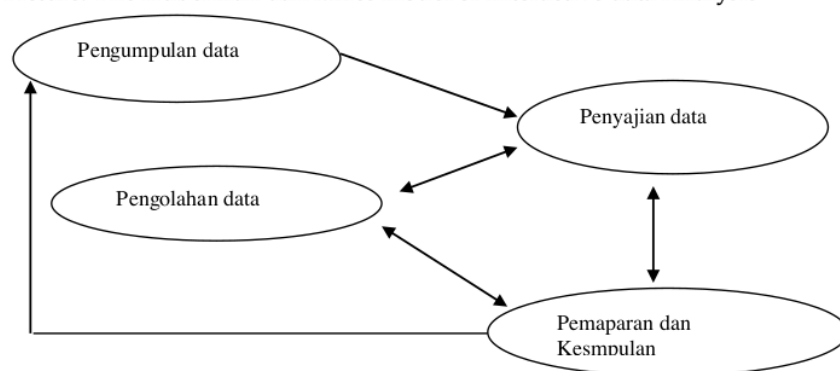 Pengumpulan data
Penyajian data
Pengolahan data
Pemaparan dan
Kesmpulan